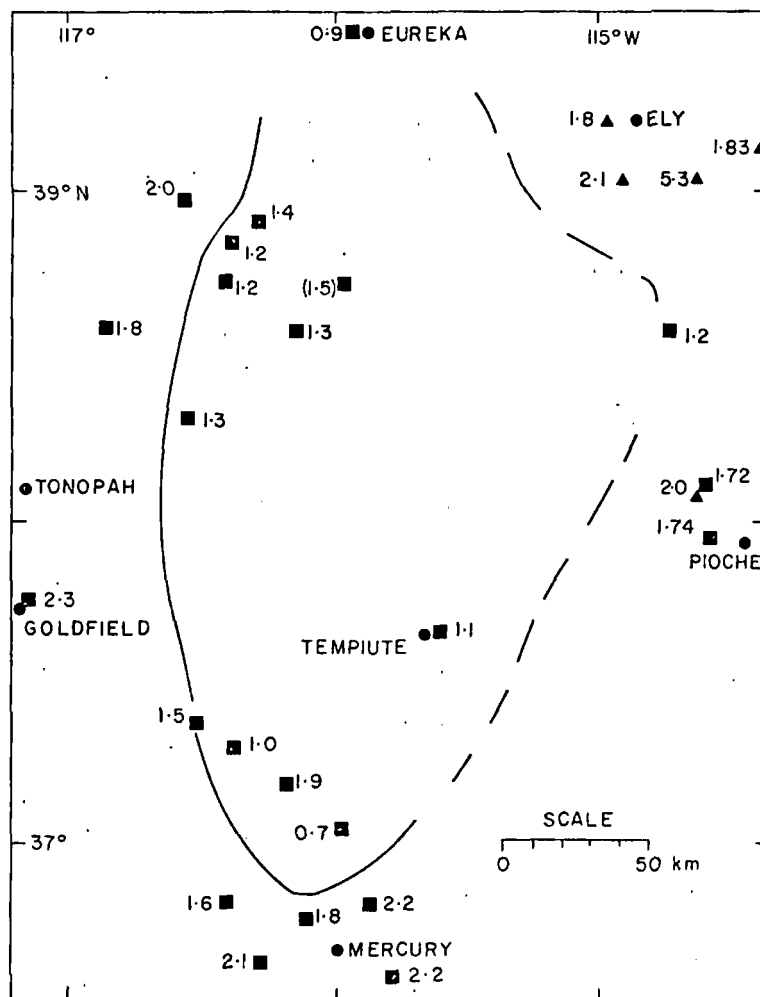 117°
115°W
0·9 EUREKA
1·8 ELY
1·83
39°N
2·0
2·1
5·3
1·4
1·2
1·2
(1·5)
1·8
1·3
1·2
1·3
TONOPAH
1·72
2·0
1·74
PIOCHE
2·3
GOLDFIELD
TEMPIUTE
1·1
1·5
1·0
1·9
0·7
37°
SCALE
0 50 km
1·6
1·8
2·2
MERCURY
2·1
2·2